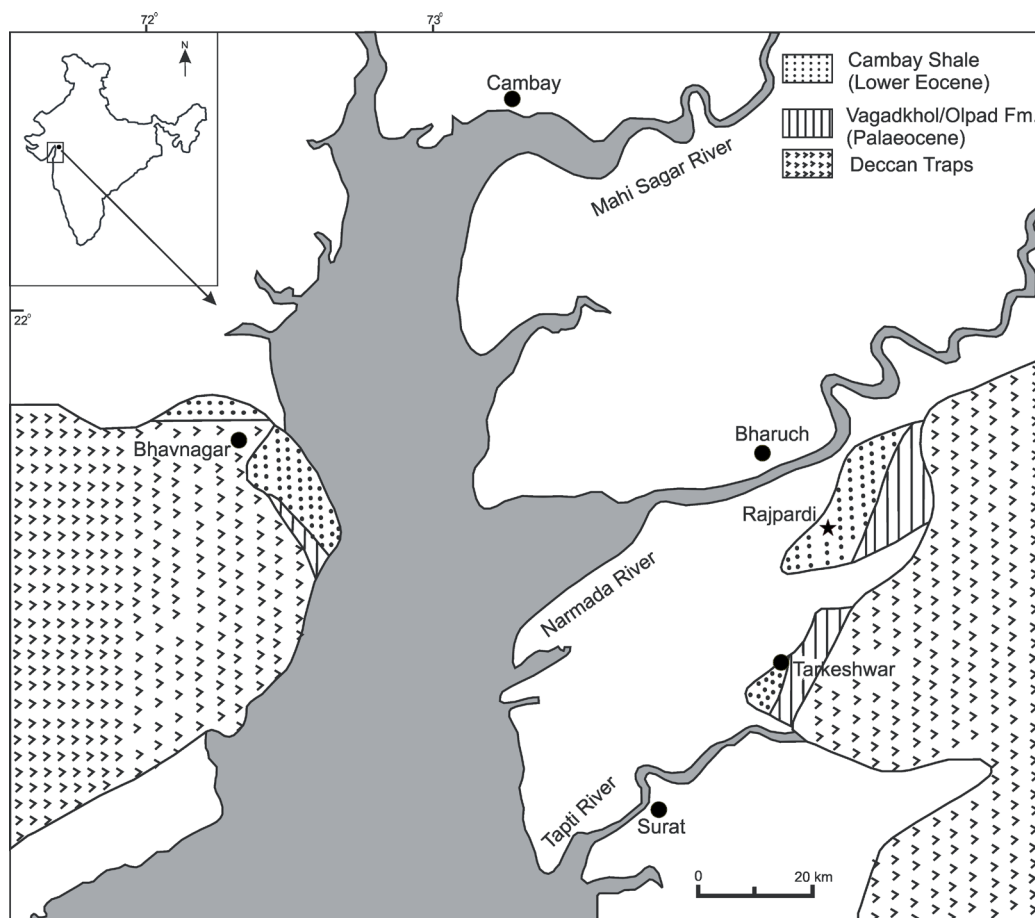 72°
73°
N
Cambay
Cambay Shale
(Lower Eocene)
Vagadkhol/Olpad Fm.
(Palaeocene)
Deccan Traps
Mahi Sagar River
22°
Bhavnagar
Bharuch
Rajpardi
Narmada River
Tarkeshwar
Tapti River
Surat
0 20 km